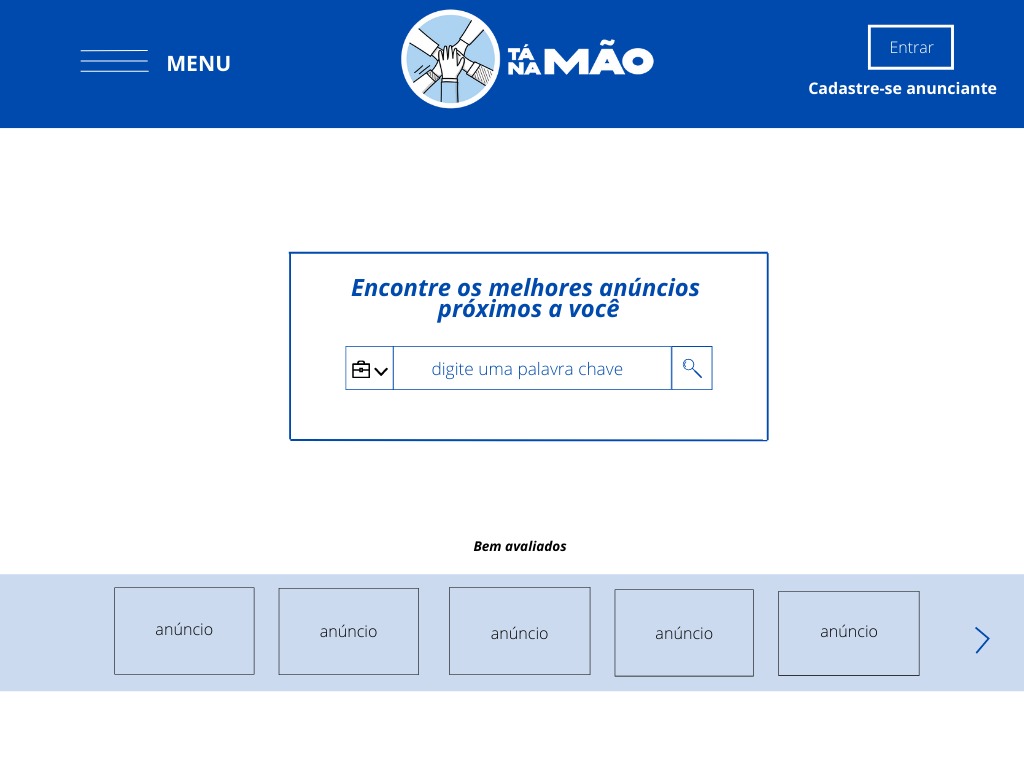 MENU
TÁ
NA MÃO
Entrar
Cadastre-se anunciante
Encontre os melhores anúncios
próximos a você
digite uma palavra chave
Bem avaliados
anúncio
anúncio
anúncio
anúncio
anúncio